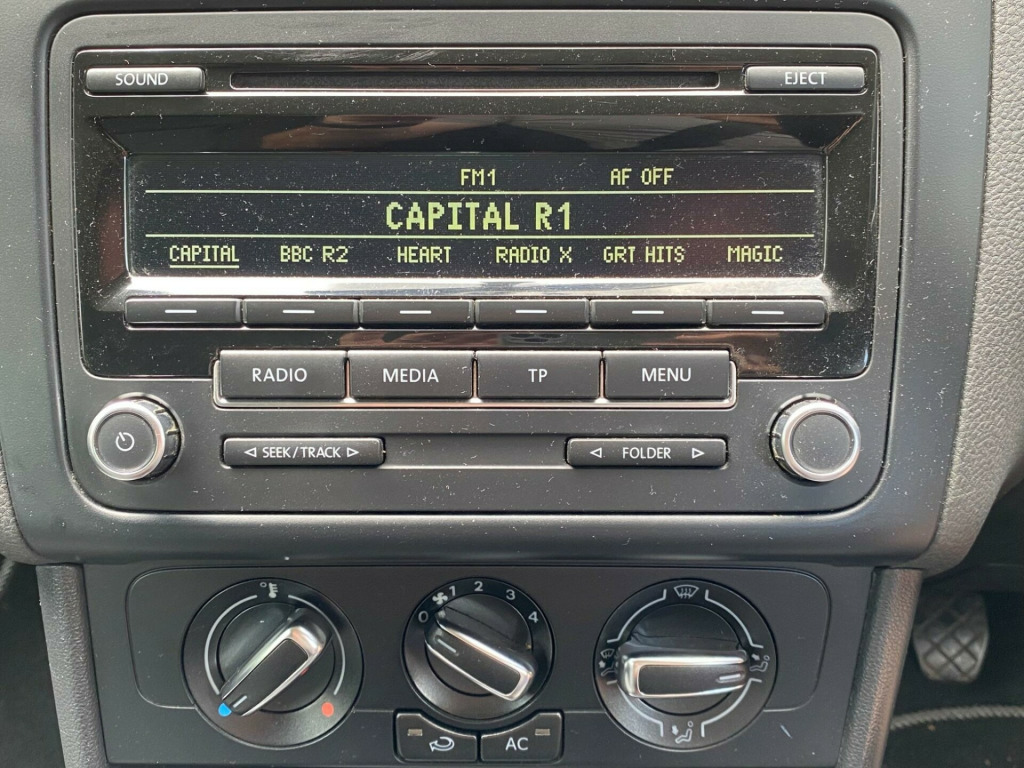 SOUND EJECT
FM1 AF OFF
CAPITAL R1
CAPITAL BBC R2 HEART RADIO X GRT HITS MAGIC
RADIO MEDIA TP MENU
SEEK/TRACK FOLDER
0 1 2 3 4
AC